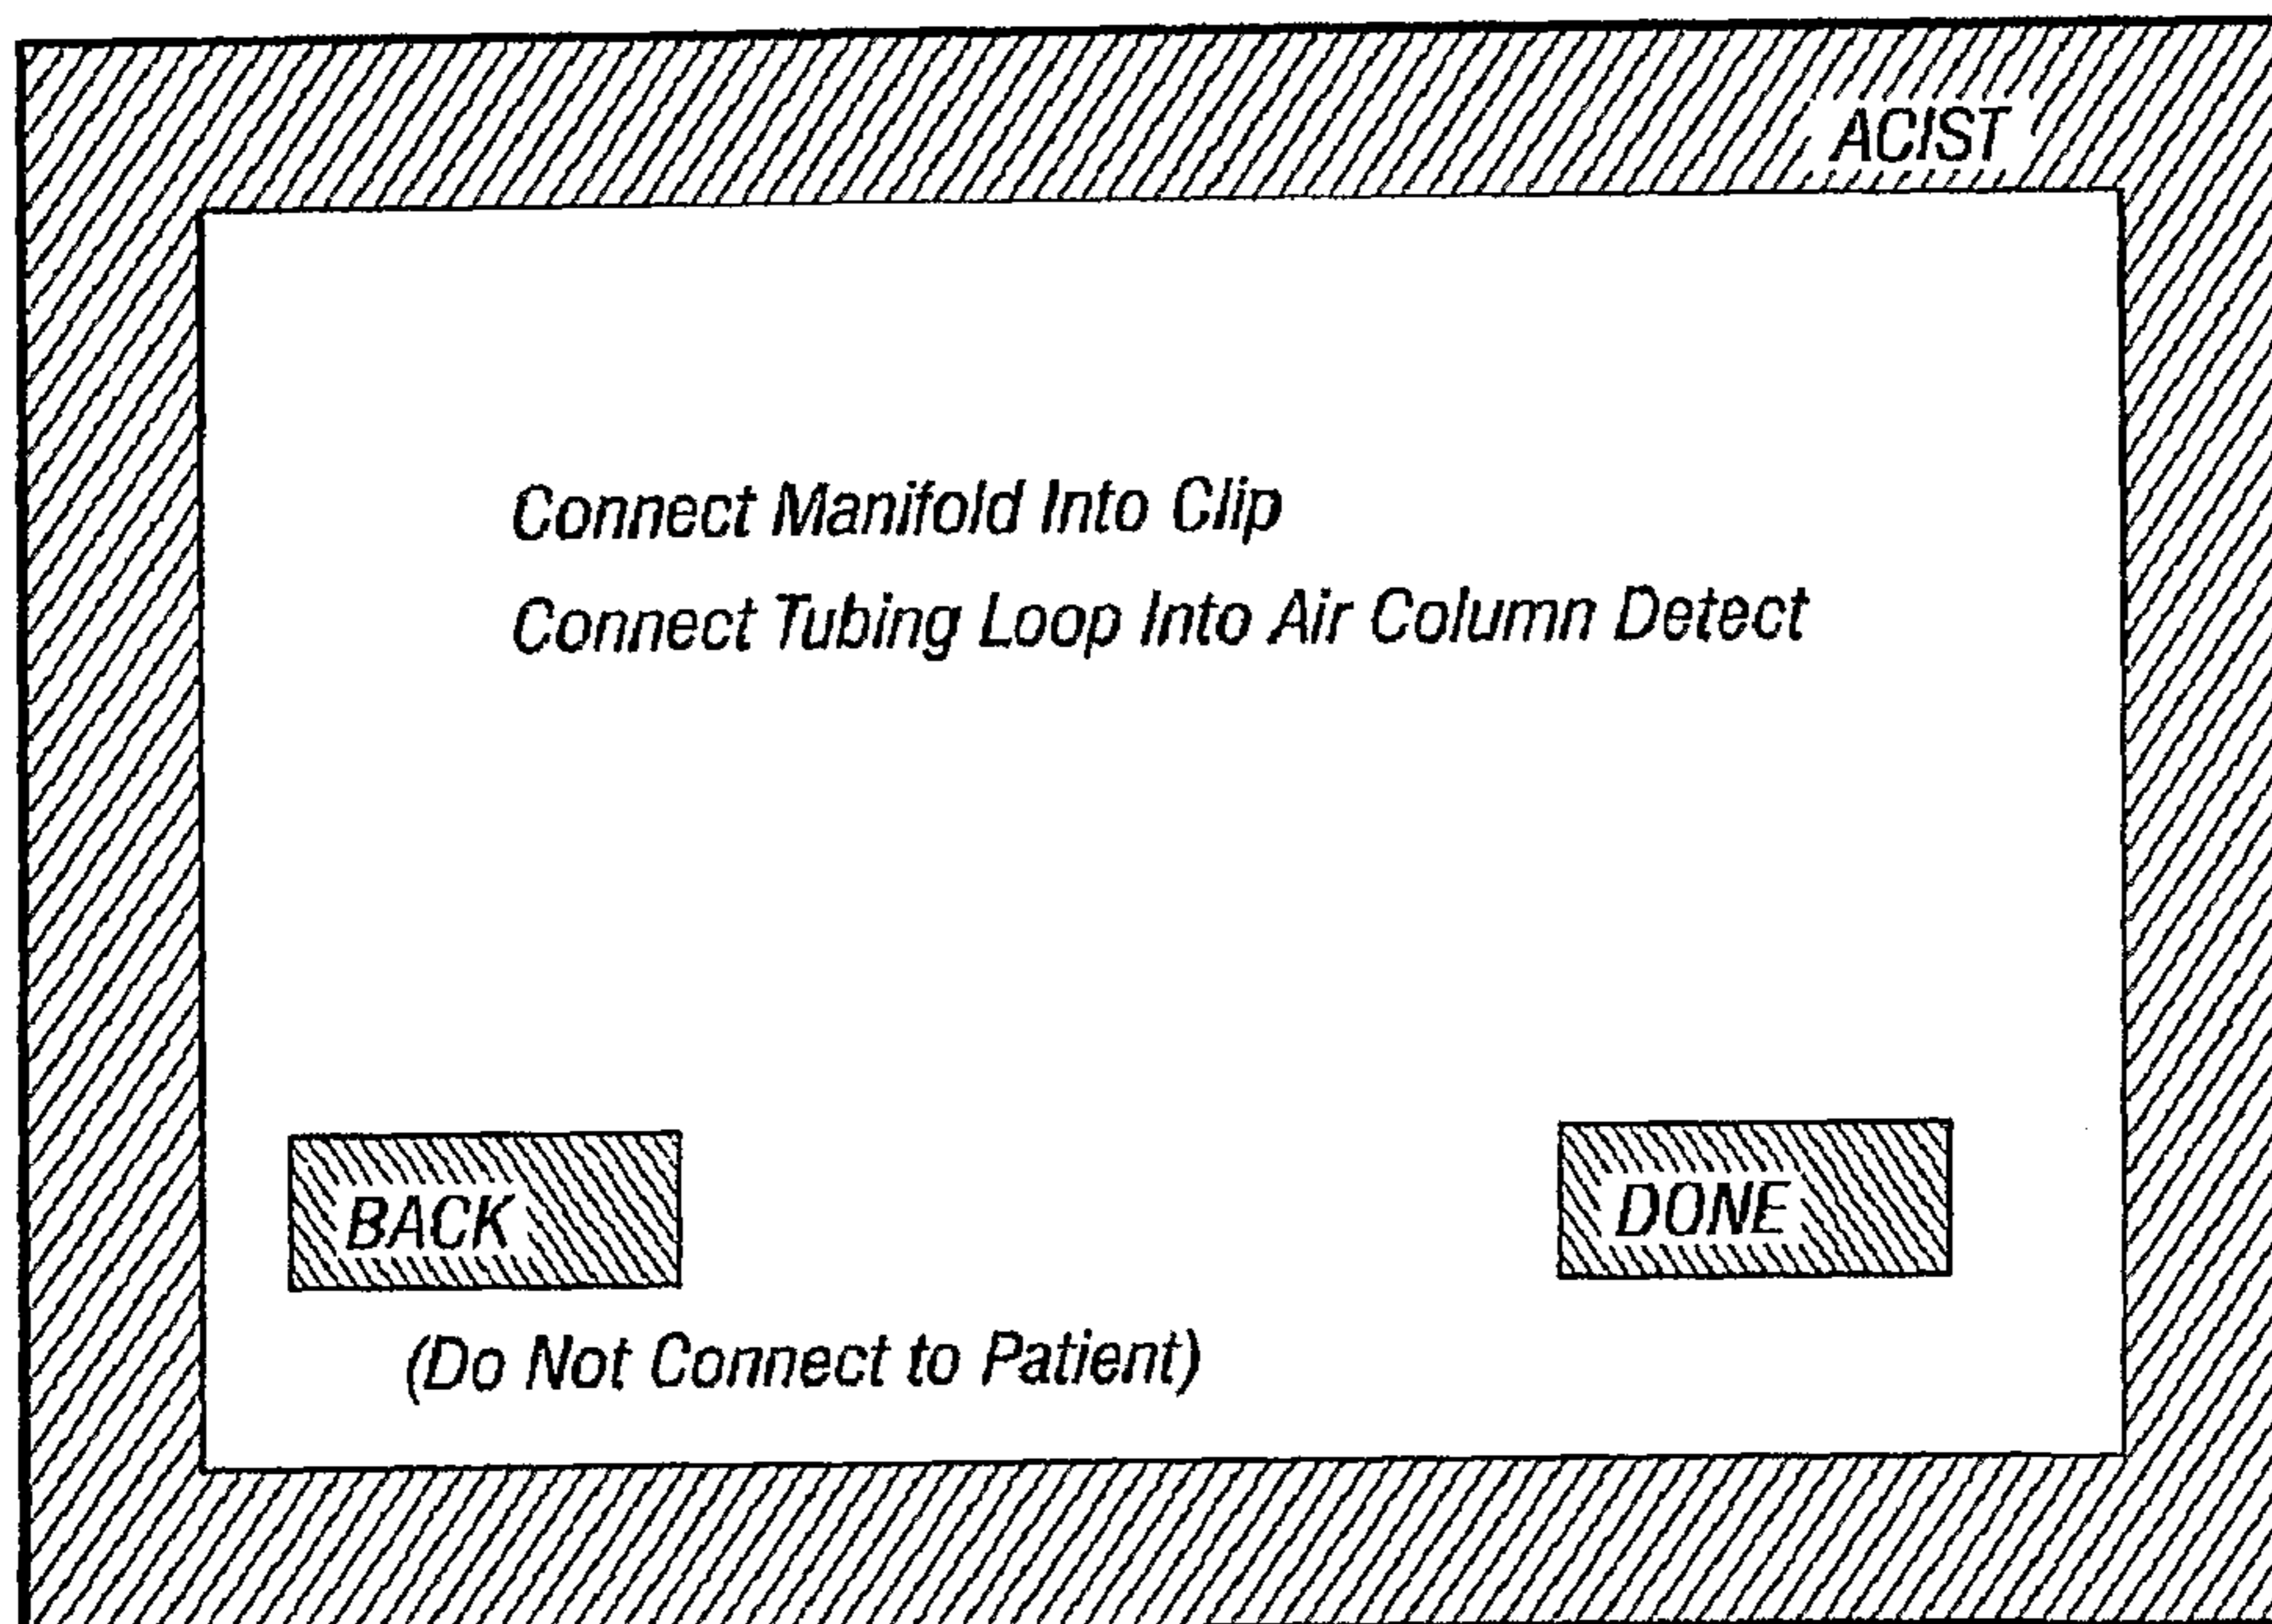 ACIST
Connect Manifold Into Clip
Connect Tubing Loop Into Air Column Detect
BACK
DONE
(Do Not Connect to Patient)